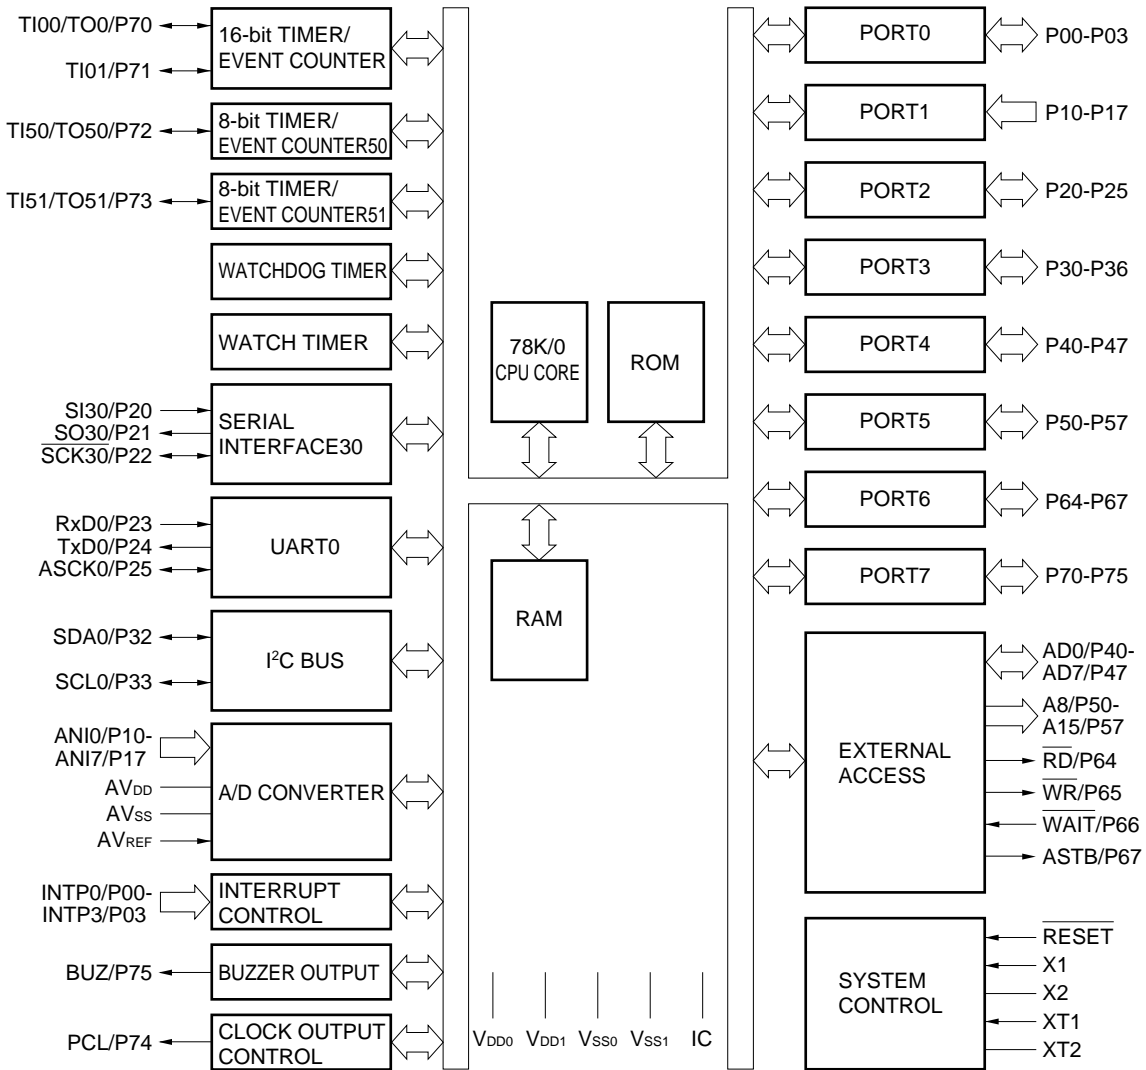 TI00/TO0/P70
TI01/P71
16-bit TIMER/
EVENT COUNTER
TI50/TO50/P72
8-bit TIMER/
EVENT COUNTER50
TI51/TO51/P73
8-bit TIMER/
EVENT COUNTER51
WATCHDOG TIMER
WATCH TIMER
SI30/P20
SO30/P21
SCK30/P22
SERIAL
INTERFACE30
RxD0/P23
TxD0/P24
ASCK0/P25
UART0
SDA0/P32
SCL0/P33
I²C BUS
ANI0/P10-
ANI7/P17
AVDD
AVSS
AVREF
A/D CONVERTER
INTP0/P00-
INTP3/P03
INTERRUPT
CONTROL
BUZ/P75
BUZZER OUTPUT
PCL/P74
CLOCK OUTPUT
CONTROL
78K/0
CPU CORE
ROM
RAM
VDD0
VDD1
VSS0
VSS1
IC
PORT0
P00-P03
PORT1
P10-P17
PORT2
P20-P25
PORT3
P30-P36
PORT4
P40-P47
PORT5
P50-P57
PORT6
P64-P67
PORT7
P70-P75
EXTERNAL
ACCESS
AD0/P40-
AD7/P47
A8/P50-
A15/P57
RD/P64
WR/P65
WAIT/P66
ASTB/P67
SYSTEM
CONTROL
RESET
X1
X2
XT1
XT2